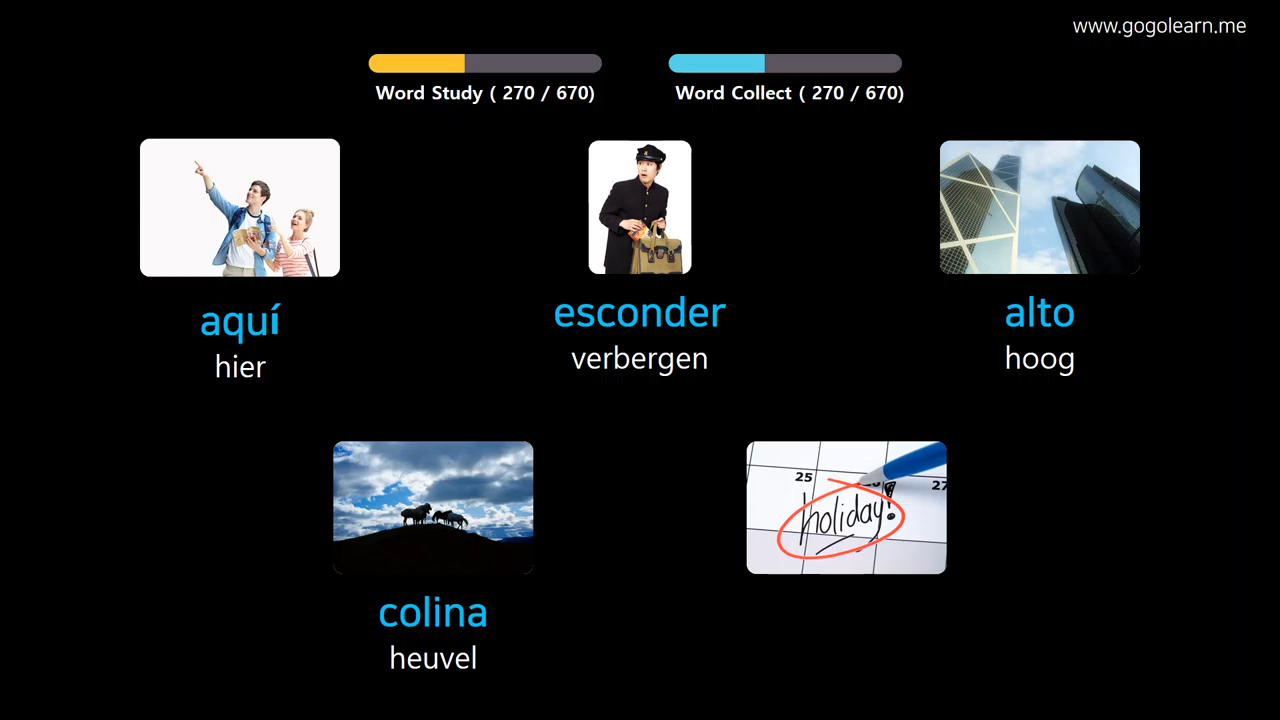 www.gogolearn.me
Word Study ( 270 / 670)
Word Collect ( 270 / 670)
aquí
hier
esconder
verbergen
alto
hoog
colina
heuvel
25
27
holiday!